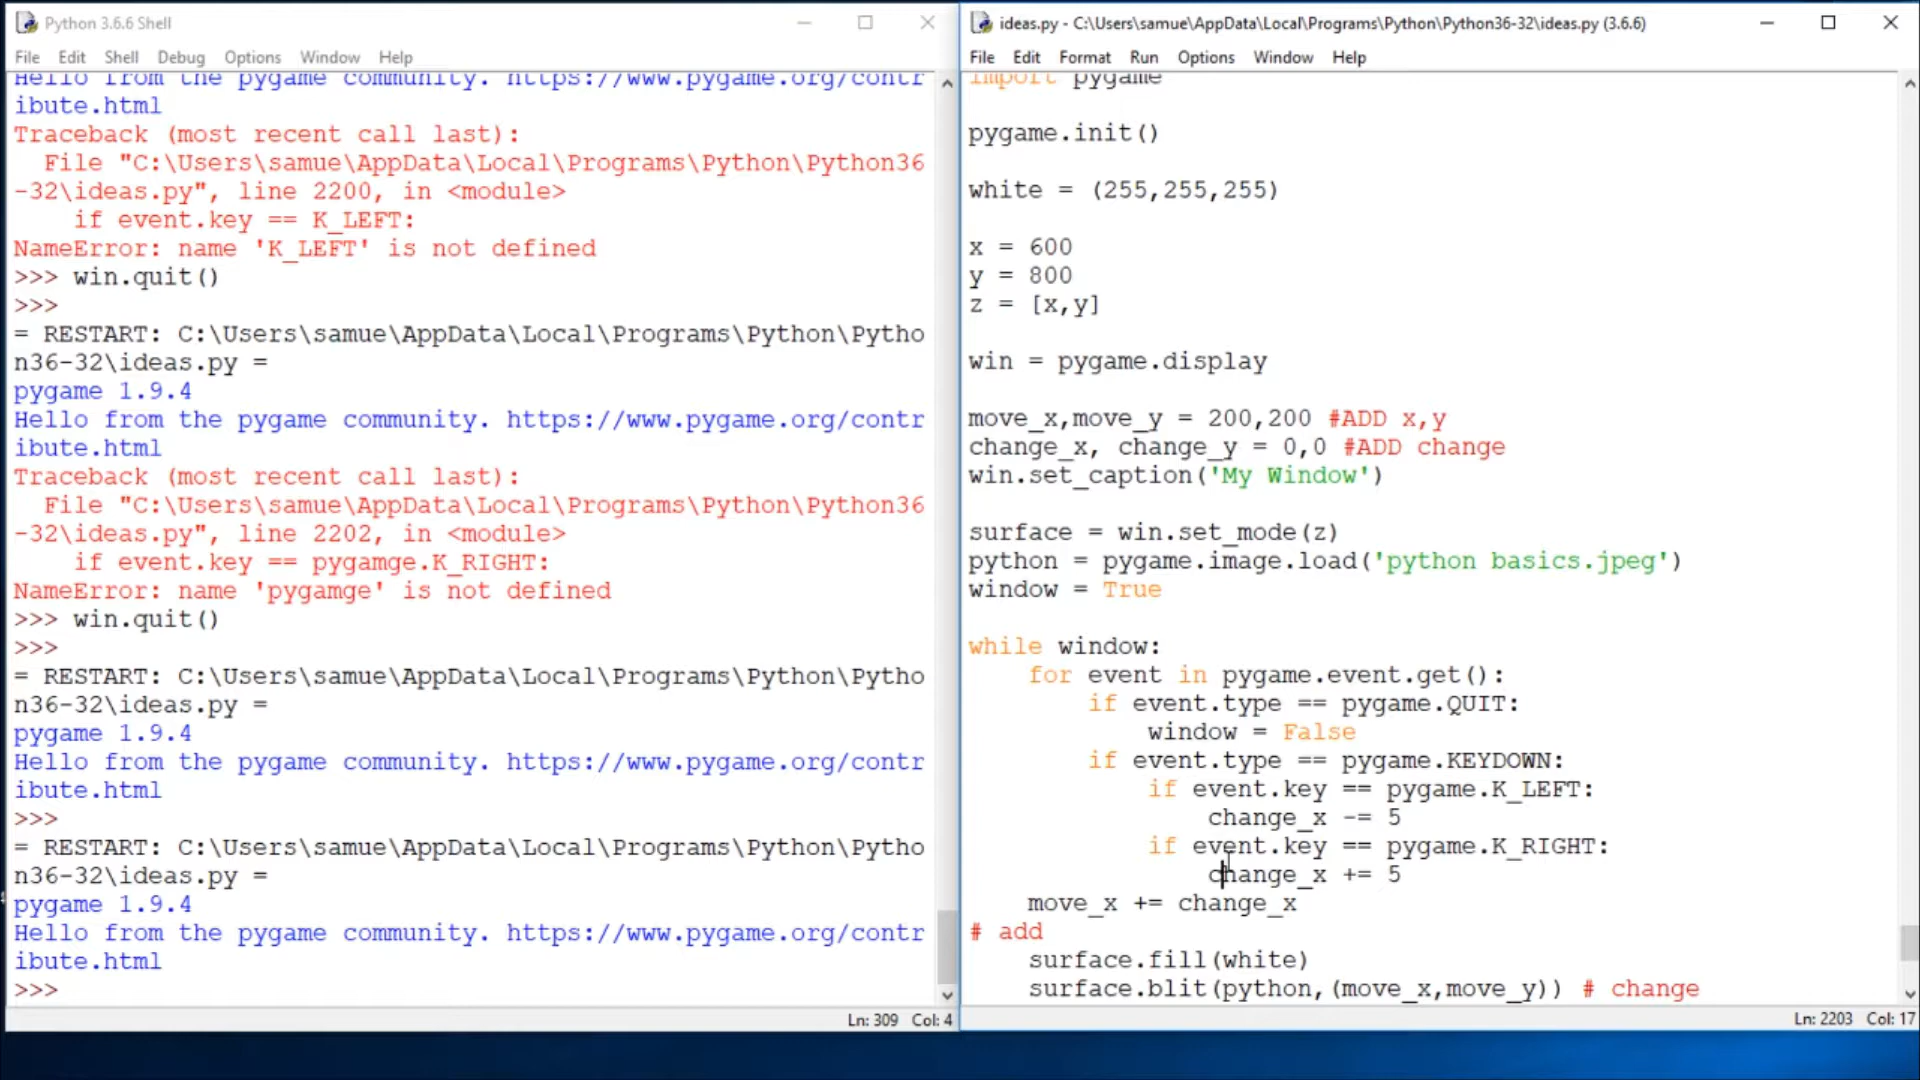 Python 3.6.6 Shell
File Edit Shell Debug Options Window Help
Hello from the pygame community. https://www.pygame.org/contr
ibute.html
Traceback (most recent call last):
  File "C:\Users\samue\AppData\Local\Programs\Python\Python36
-32\ideas.py", line 2200, in <module>
    if event.key == K_LEFT:
NameError: name 'K_LEFT' is not defined
>>> win.quit()
>>>
= RESTART: C:\Users\samue\AppData\Local\Programs\Python\Pytho
n36-32\ideas.py =
pygame 1.9.4
Hello from the pygame community. https://www.pygame.org/contr
ibute.html
Traceback (most recent call last):
  File "C:\Users\samue\AppData\Local\Programs\Python\Python36
-32\ideas.py", line 2202, in <module>
    if event.key == pygamge.K_RIGHT:
NameError: name 'pygamge' is not defined
>>> win.quit()
>>>
= RESTART: C:\Users\samue\AppData\Local\Programs\Python\Pytho
n36-32\ideas.py =
pygame 1.9.4
Hello from the pygame community. https://www.pygame.org/contr
ibute.html
>>>
= RESTART: C:\Users\samue\AppData\Local\Programs\Python\Pytho
n36-32\ideas.py =
pygame 1.9.4
Hello from the pygame community. https://www.pygame.org/contr
ibute.html
>>>
Ln: 309 Col: 4
ideas.py - C:\Users\samue\AppData\Local\Programs\Python\Python36-32\ideas.py (3.6.6)
File Edit Format Run Options Window Help
import pygame
pygame.init()
white = (255,255,255)
x = 600
y = 800
z = [x,y]
win = pygame.display
move_x,move_y = 200,200 #ADD x,y
change_x, change_y = 0,0 #ADD change
win.set_caption('My Window')
surface = win.set_mode(z)
python = pygame.image.load('python basics.jpeg')
window = True
while window:
    for event in pygame.event.get():
        if event.type == pygame.QUIT:
            window = False
        if event.type == pygame.KEYDOWN:
            if event.key == pygame.K_LEFT:
                change_x -= 5
            if event.key == pygame.K_RIGHT:
                change_x += 5
    move_x += change_x
# add
    surface.fill(white)
    surface.blit(python,(move_x,move_y)) # change
Ln: 2203 Col: 17